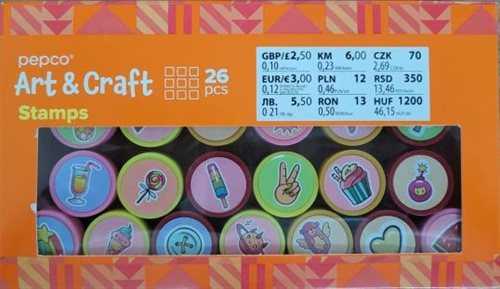 pepco®
Art & Craft
26
pcs
Stamps
GBP/£2,50 KM 6,00 CZK 70
0,10 0,23 2,69
EUR/€3,00 PLN 12 RSD 350
0,12 0,46 13,46
ЛВ. 5,50 RON 13 HUF 1200
0 21 0,50 46,15